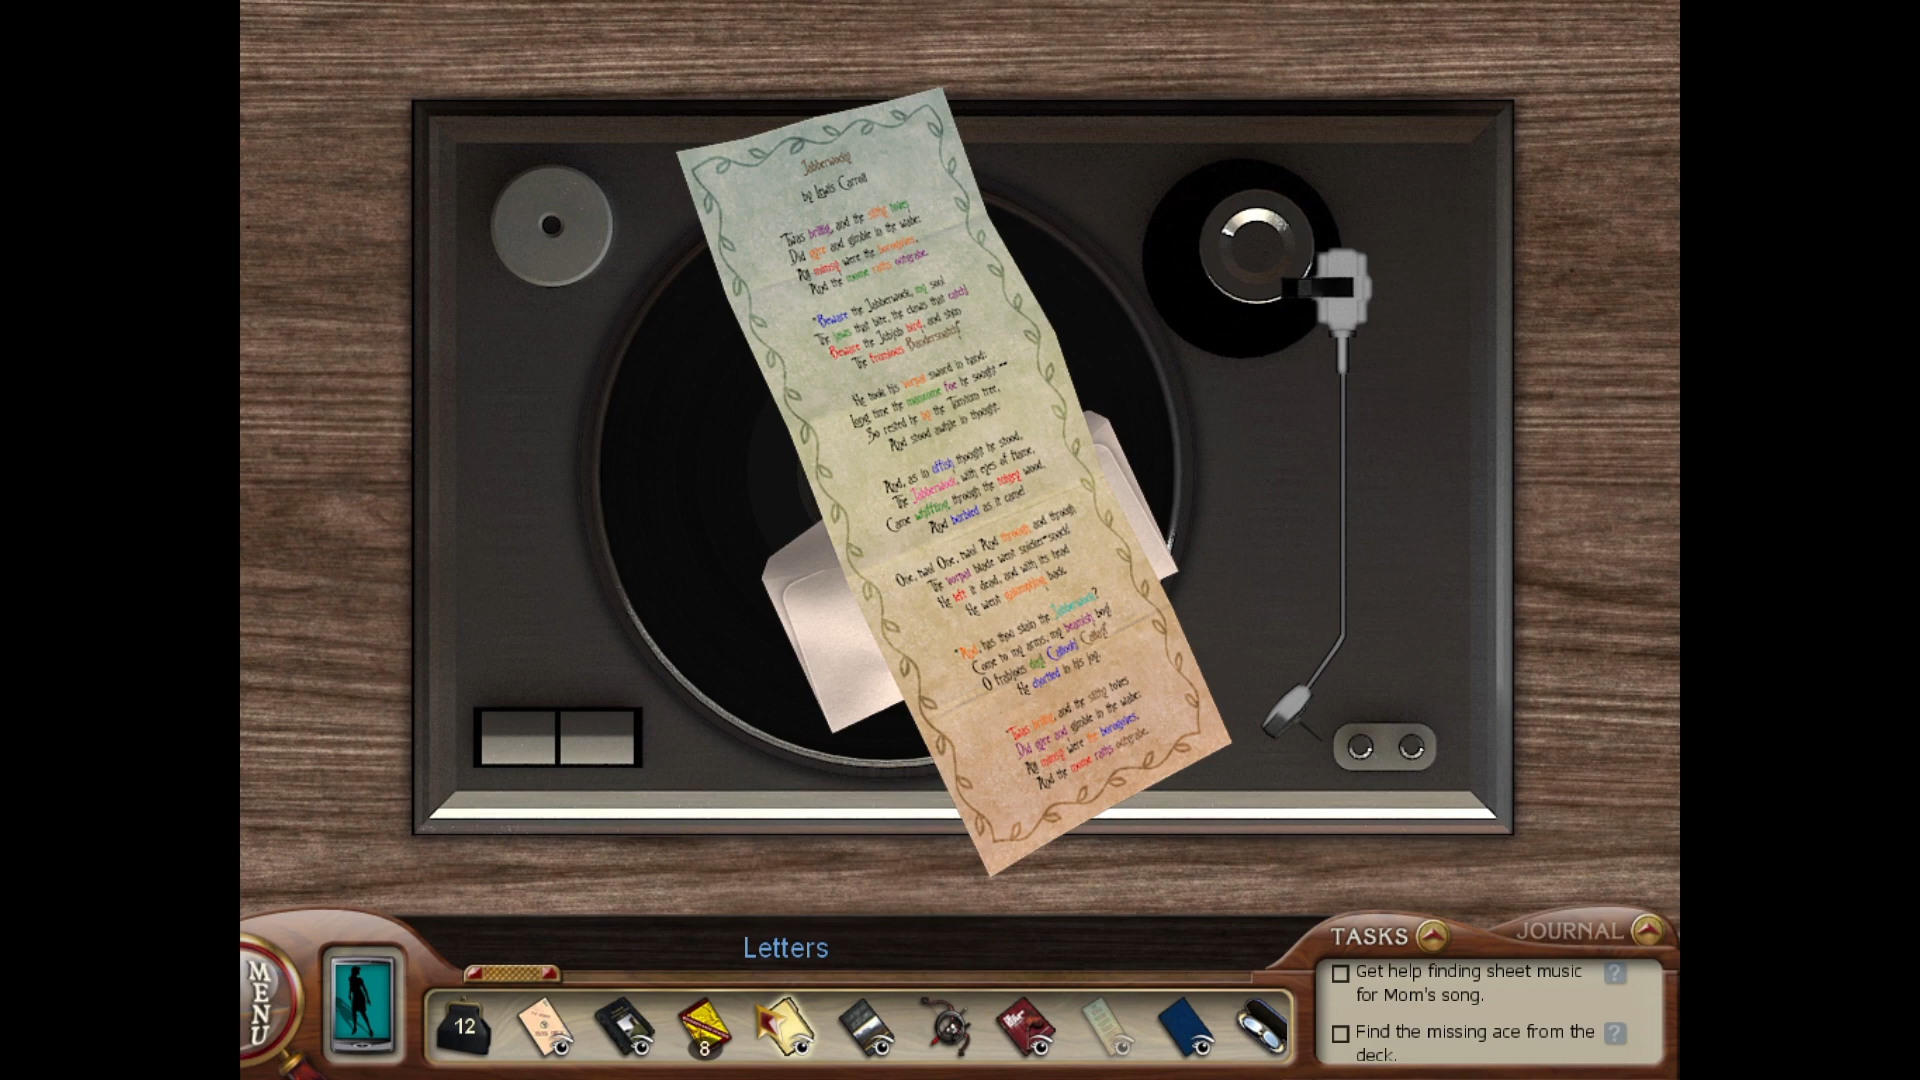 Jabberwocky
by Lewis Carroll
'Twas brillig, and the slithy toves
Did gyre and gimble in the wabe:
All mimsy were the borogoves,
And the mome raths outgrabe.
"Beware the Jabberwock, my son!
The jaws that bite, the claws that catch!
Beware the Jubjub bird, and shun
The frumious Bandersnatch!"
He took his vorpal sword in hand:
Long time the manxome foe he sought --
So rested he by the Tumtum tree,
And stood awhile in thought.
And, as in uffish thought he stood,
The Jabberwock, with eyes of flame,
Came whiffling through the tulgey wood,
And burbled as it came!
One, two! One, two! And through and through
The vorpal blade went snicker-snack!
He left it dead, and with its head
He went galumphing back.
"And, has thou slain the Jabberwock?
Come to my arms, my beamish boy!
O frabjous day! Callooh! Callay!"
He chortled in his joy.
'Twas brillig, and the slithy toves
Did gyre and gimble in the wabe:
All mimsy were the borogoves,
And the mome raths outgrabe.
Letters
MENU
12
8
TASKS
JOURNAL
Get help finding sheet music ?
for Mom's song.
Find the missing ace from the ?
deck.